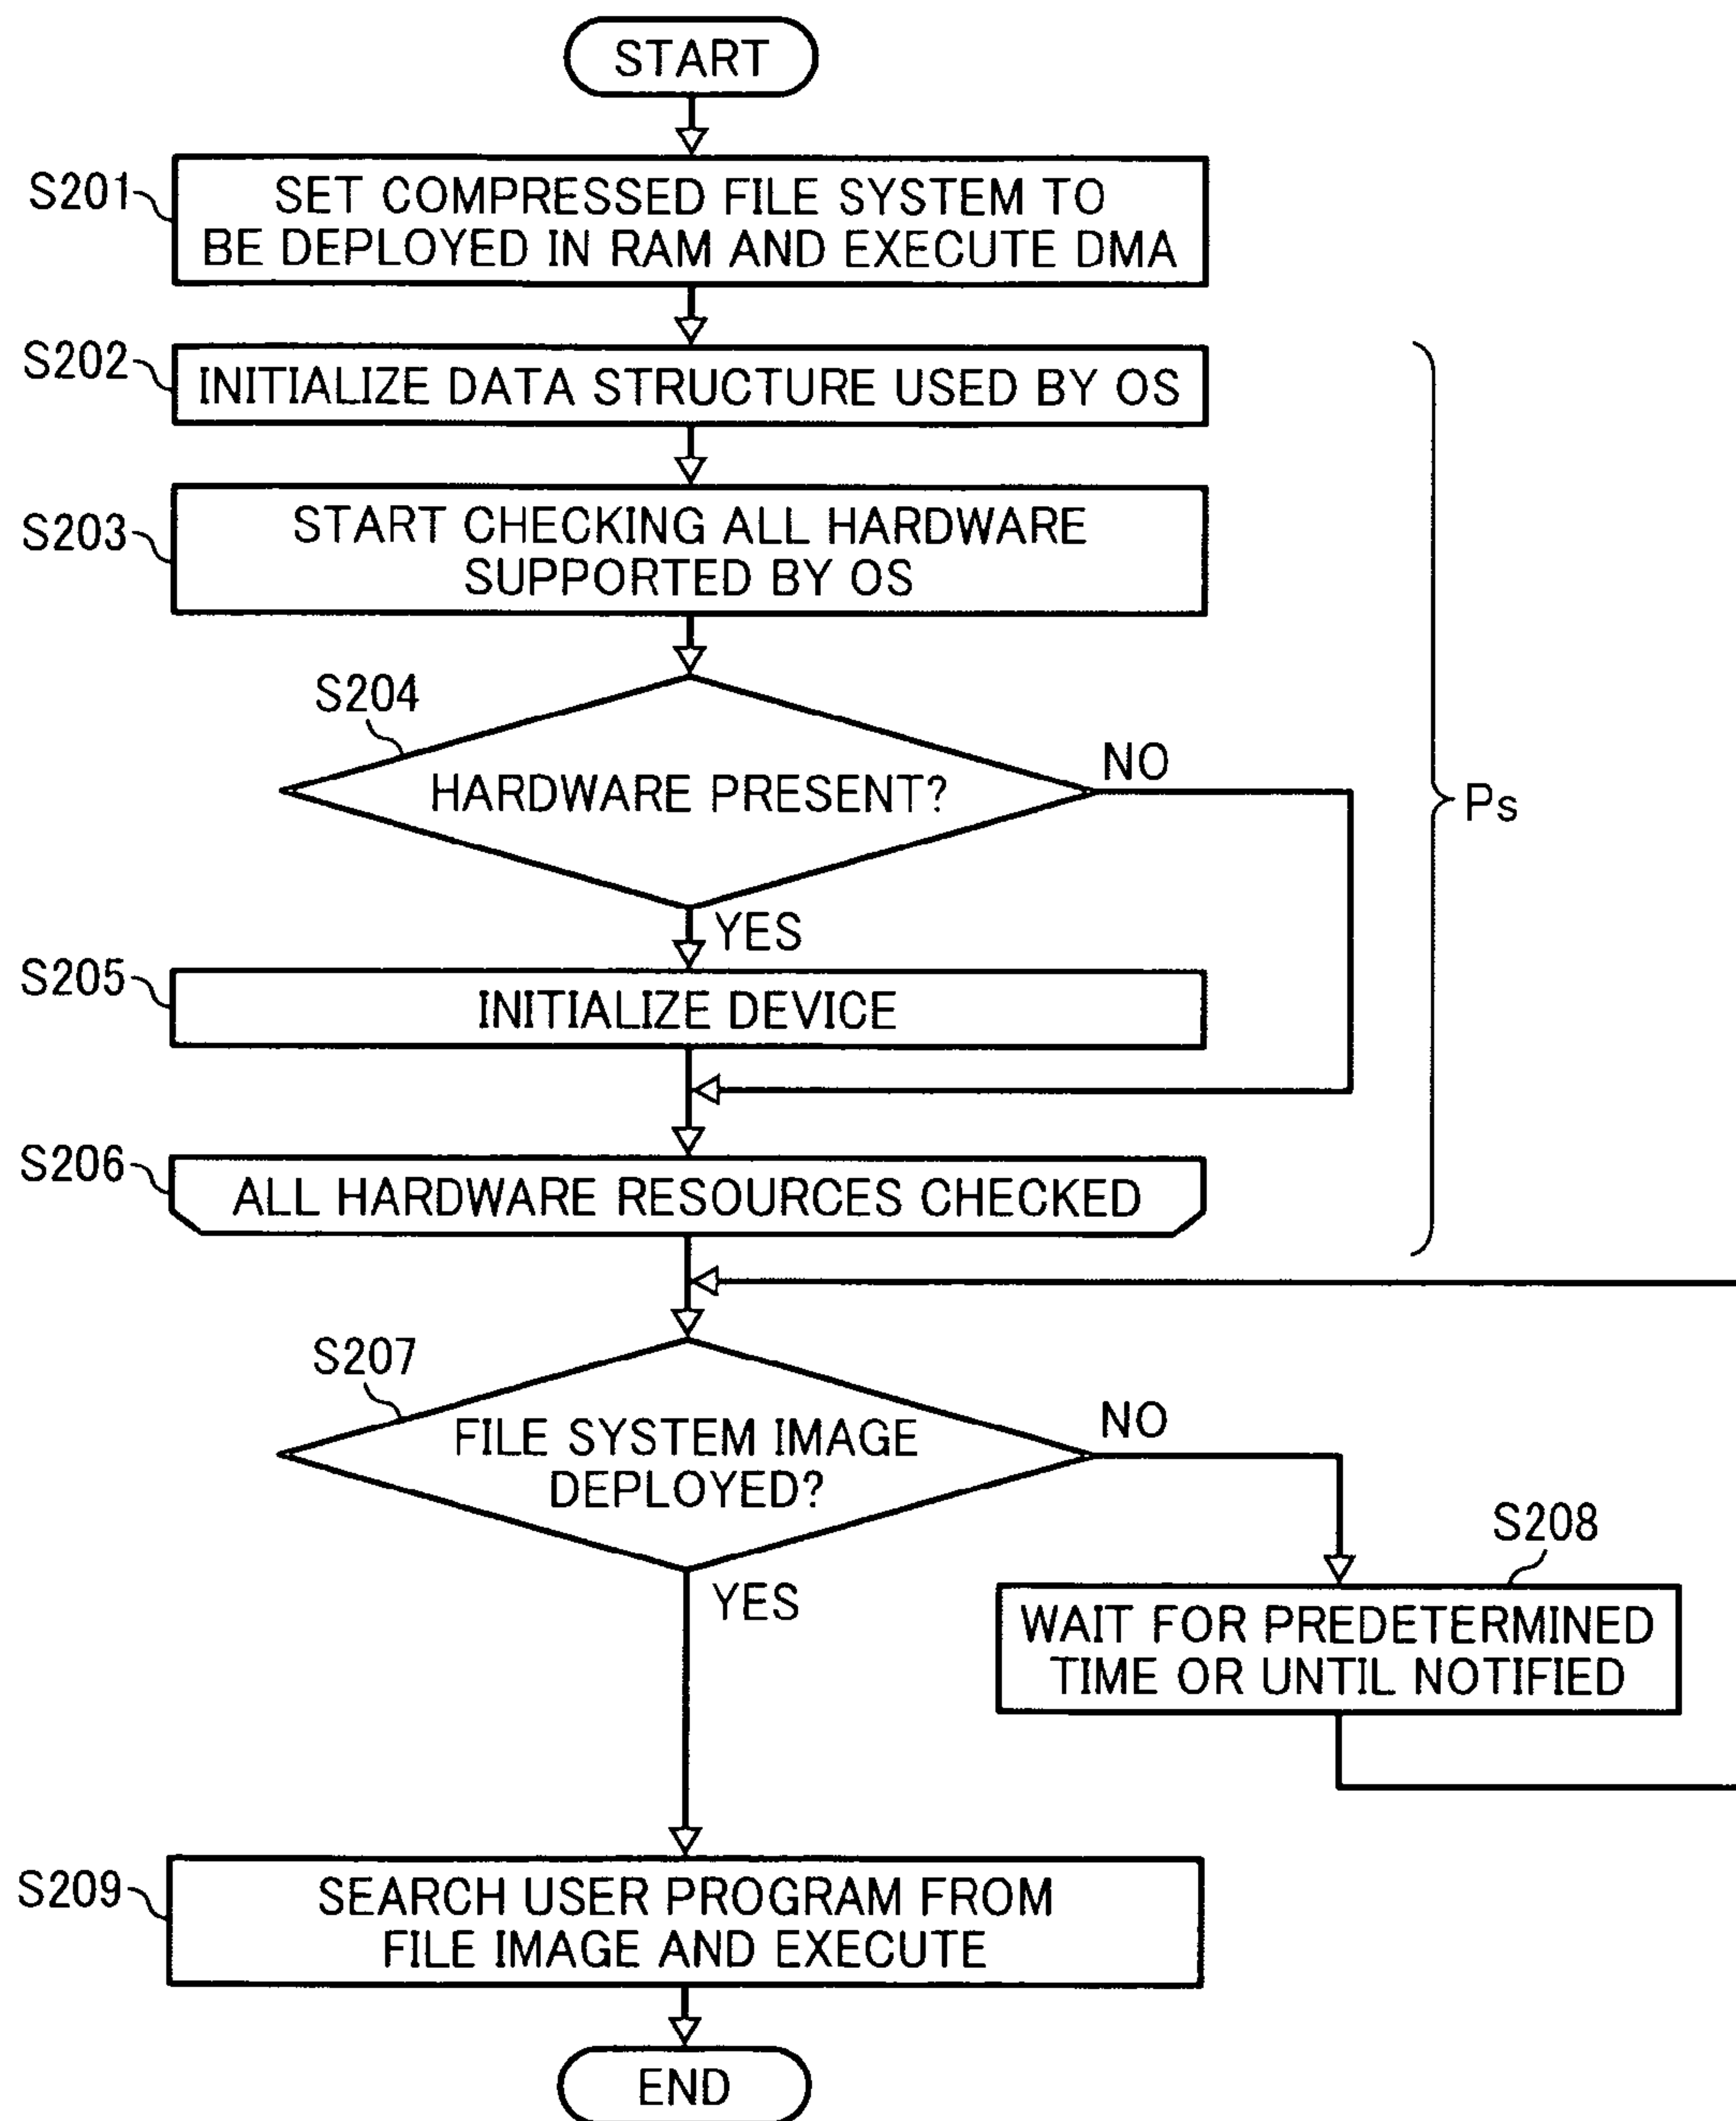 START
S201
SET COMPRESSED FILE SYSTEM TO
BE DEPLOYED IN RAM AND EXECUTE DMA
S202
INITIALIZE DATA STRUCTURE USED BY OS
S203
START CHECKING ALL HARDWARE
SUPPORTED BY OS
S204
HARDWARE PRESENT?
NO
Ps
YES
S205
INITIALIZE DEVICE
S206
ALL HARDWARE RESOURCES CHECKED
S207
FILE SYSTEM IMAGE
DEPLOYED?
NO
S208
WAIT FOR PREDETERMINED
TIME OR UNTIL NOTIFIED
YES
S209
SEARCH USER PROGRAM FROM
FILE IMAGE AND EXECUTE
END